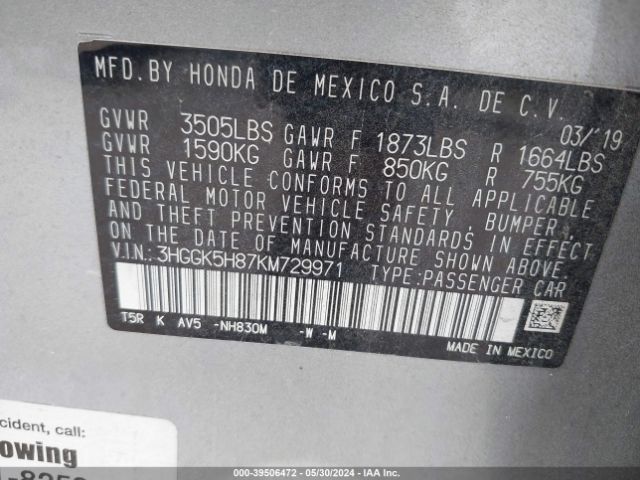 MFD. BY HONDA DE MEXICO S.A. DE C.V.
03/'19
GVWR 3505LBS GAWR F 1873LBS R 1664LBS
GVWR 1590KG GAWR F 850KG R 755KG
THIS VEHICLE CONFORMS TO ALL APPLICABLE
FEDERAL MOTOR VEHICLE SAFETY, BUMPER,
AND THEFT PREVENTION STANDARDS IN EFFECT
ON THE DATE OF MANUFACTURE SHOWN ABOVE.
V.I.N.: 3HGGK5H87KM729971 TYPE:PASSENGER CAR
T5R K AV5 -NH830M -W -M
MADE IN MEXICO
cident, call:
owing
© - 39506472 - 05/30/2024 - IAA Inc.